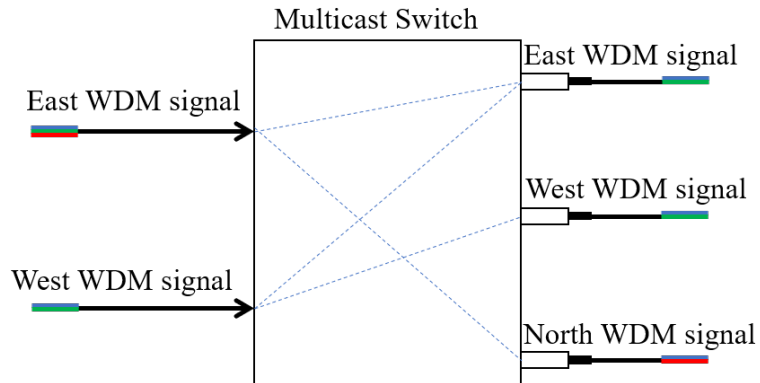 Multicast Switch
East WDM signal
East WDM signal
West WDM signal
West WDM signal
North WDM signal